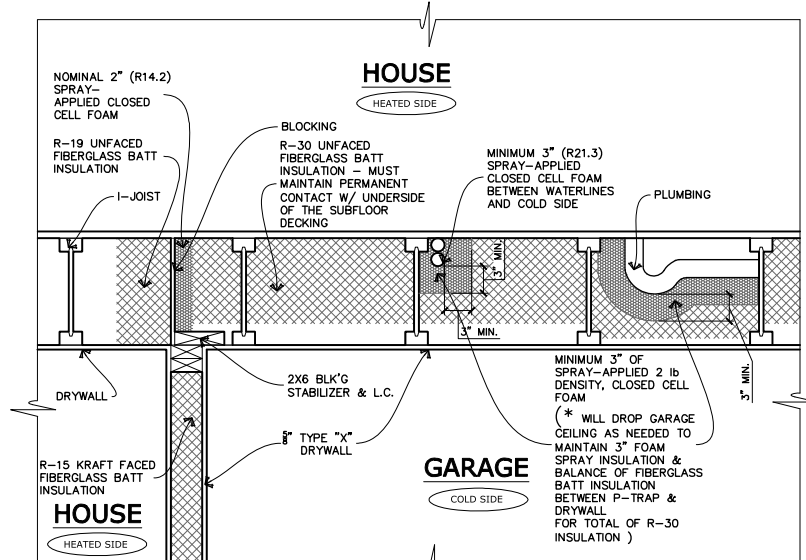 HOUSE
HEATED SIDE
NOMINAL 2" (R14.2)
SPRAY-
APPLIED CLOSED
CELL FOAM
R-19 UNFACED
FIBERGLASS BATT
INSULATION
I-JOIST
BLOCKING
R-30 UNFACED
FIBERGLASS BATT
INSULATION - MUST
MAINTAIN PERMANENT
CONTACT W/ UNDERSIDE
OF THE SUBFLOOR
DECKING
MINIMUM 3" (R21.3)
SPRAY-APPLIED
CLOSED CELL FOAM
BETWEEN WATERLINES
AND COLD SIDE
PLUMBING
3" MIN.
3" MIN.
3" MIN.
DRYWALL
2X6 BLK'G
STABILIZER & L.C.
5/8" TYPE "X"
DRYWALL
R-15 KRAFT FACED
FIBERGLASS BATT
INSULATION
HOUSE
HEATED SIDE
GARAGE
COLD SIDE
MINIMUM 3" OF
SPRAY-APPLIED 2 lb
DENSITY, CLOSED CELL
FOAM
(* WILL DROP GARAGE
CEILING AS NEEDED TO
MAINTAIN 3" FOAM
SPRAY INSULATION &
BALANCE OF FIBERGLASS
BATT INSULATION
BETWEEN P-TRAP &
DRYWALL
FOR TOTAL OF R-30
INSULATION )